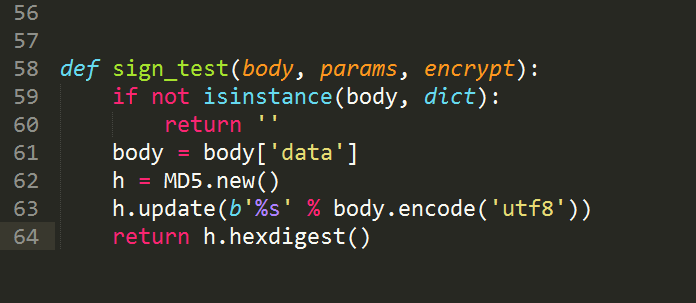 56
57
58 def sign_test(body, params, encrypt):
59     if not isinstance(body, dict):
60         return ''
61     body = body['data']
62     h = MD5.new()
63     h.update(b'%s' % body.encode('utf8'))
64     return h.hexdigest()